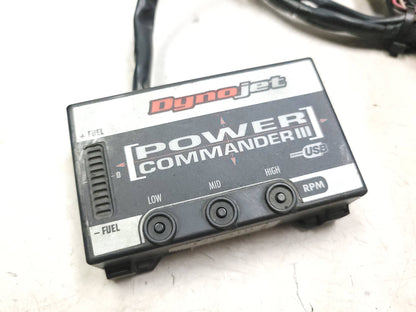 Dynojet
+ FUEL
POWER
COMMANDER III
USB
0
LOW MID HIGH
RPM
- FUEL